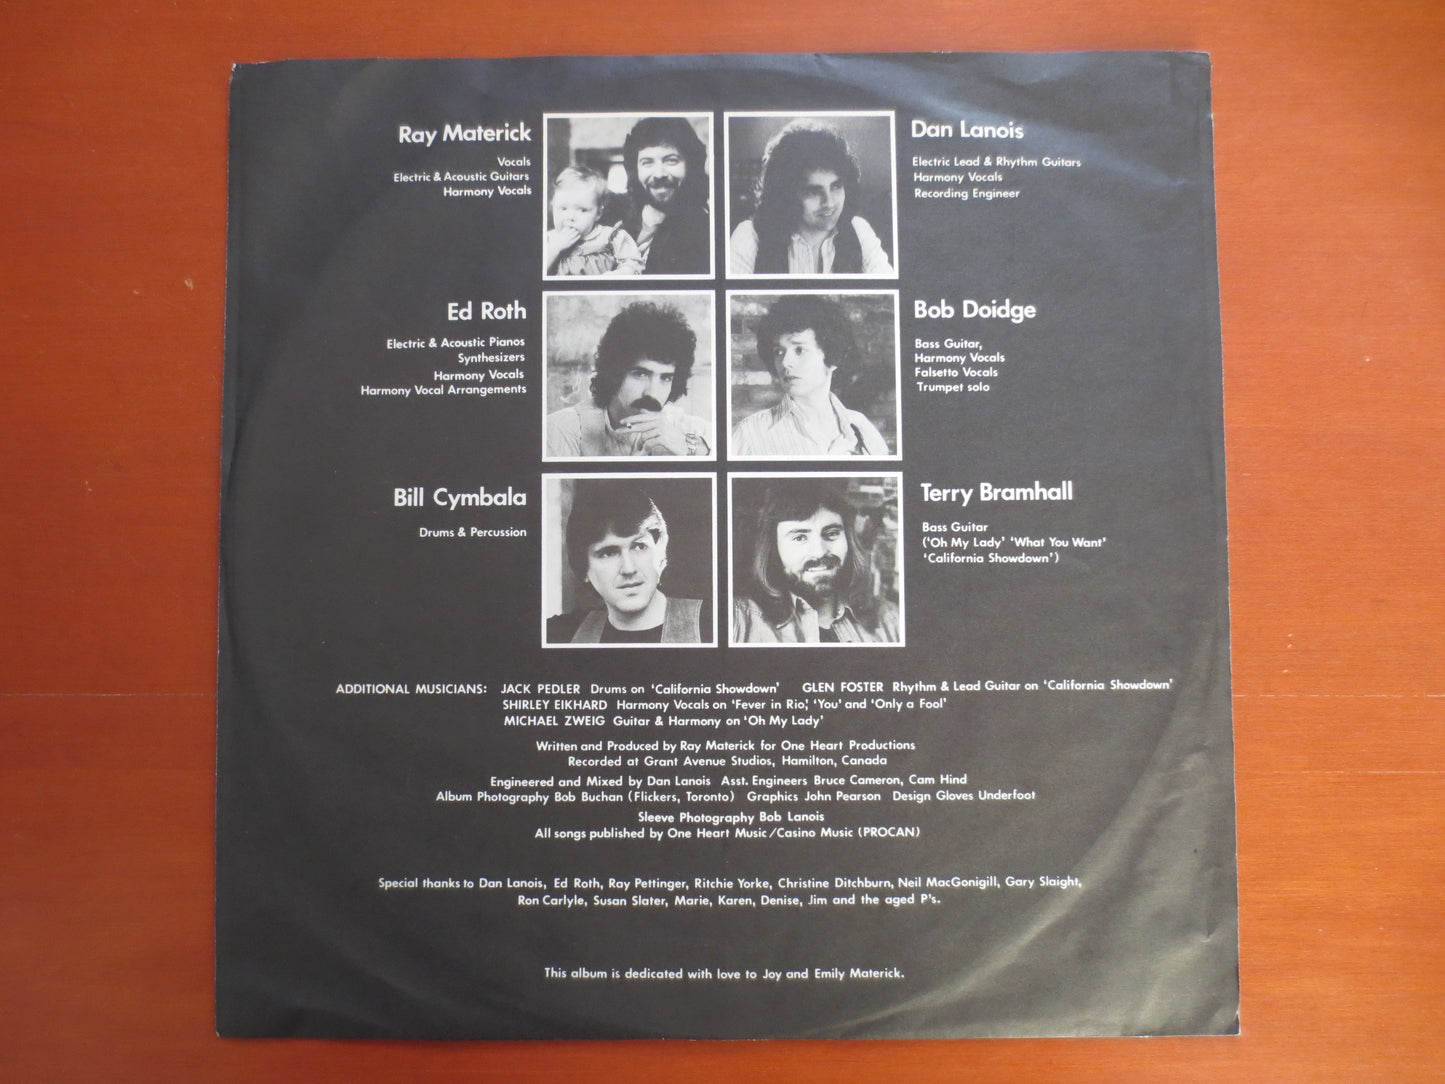 Ray Materick
Vocals
Electric & Acoustic Guitars
Harmony Vocals
Dan Lanois
Electric Lead & Rhythm Guitars
Harmony Vocals
Recording Engineer
Ed Roth
Electric & Acoustic Pianos
Synthesizers
Harmony Vocals
Harmony Vocal Arrangements
Bob Doidge
Bass Guitar,
Harmony Vocals
Falsetto Vocals
Trumpet solo
Bill Cymbala
Drums & Percussion
Terry Bramhall
Bass Guitar
('Oh My Lady' 'What You Want'
'California Showdown')
ADDITIONAL MUSICIANS: JACK PEDLER Drums on 'California Showdown' GLEN FOSTER Rhythm & Lead Guitar on 'California Showdown'
SHIRLEY EIKHARD Harmony Vocals on 'Fever in Rio', 'You' and 'Only a Fool'
MICHAEL ZWEIG Guitar & Harmony on 'Oh My Lady'
Written and Produced by Ray Materick for One Heart Productions
Recorded at Grant Avenue Studios, Hamilton, Canada
Engineered and Mixed by Dan Lanois Asst. Engineers Bruce Cameron, Cam Hind
Album Photography Bob Buchan (Flickers, Toronto) Graphics John Pearson Design Gloves Underfoot
Sleeve Photography Bob Lanois
All songs published by One Heart Music/Casino Music (PROCAN)
Special thanks to Dan Lanois, Ed Roth, Ray Pettinger, Ritchie Yorke, Christine Ditchburn, Neil MacGonigill, Gary Slaight,
Ron Carlyle, Susan Slater, Marie, Karen, Denise, Jim and the aged P's.
This album is dedicated with love to Joy and Emily Materick.